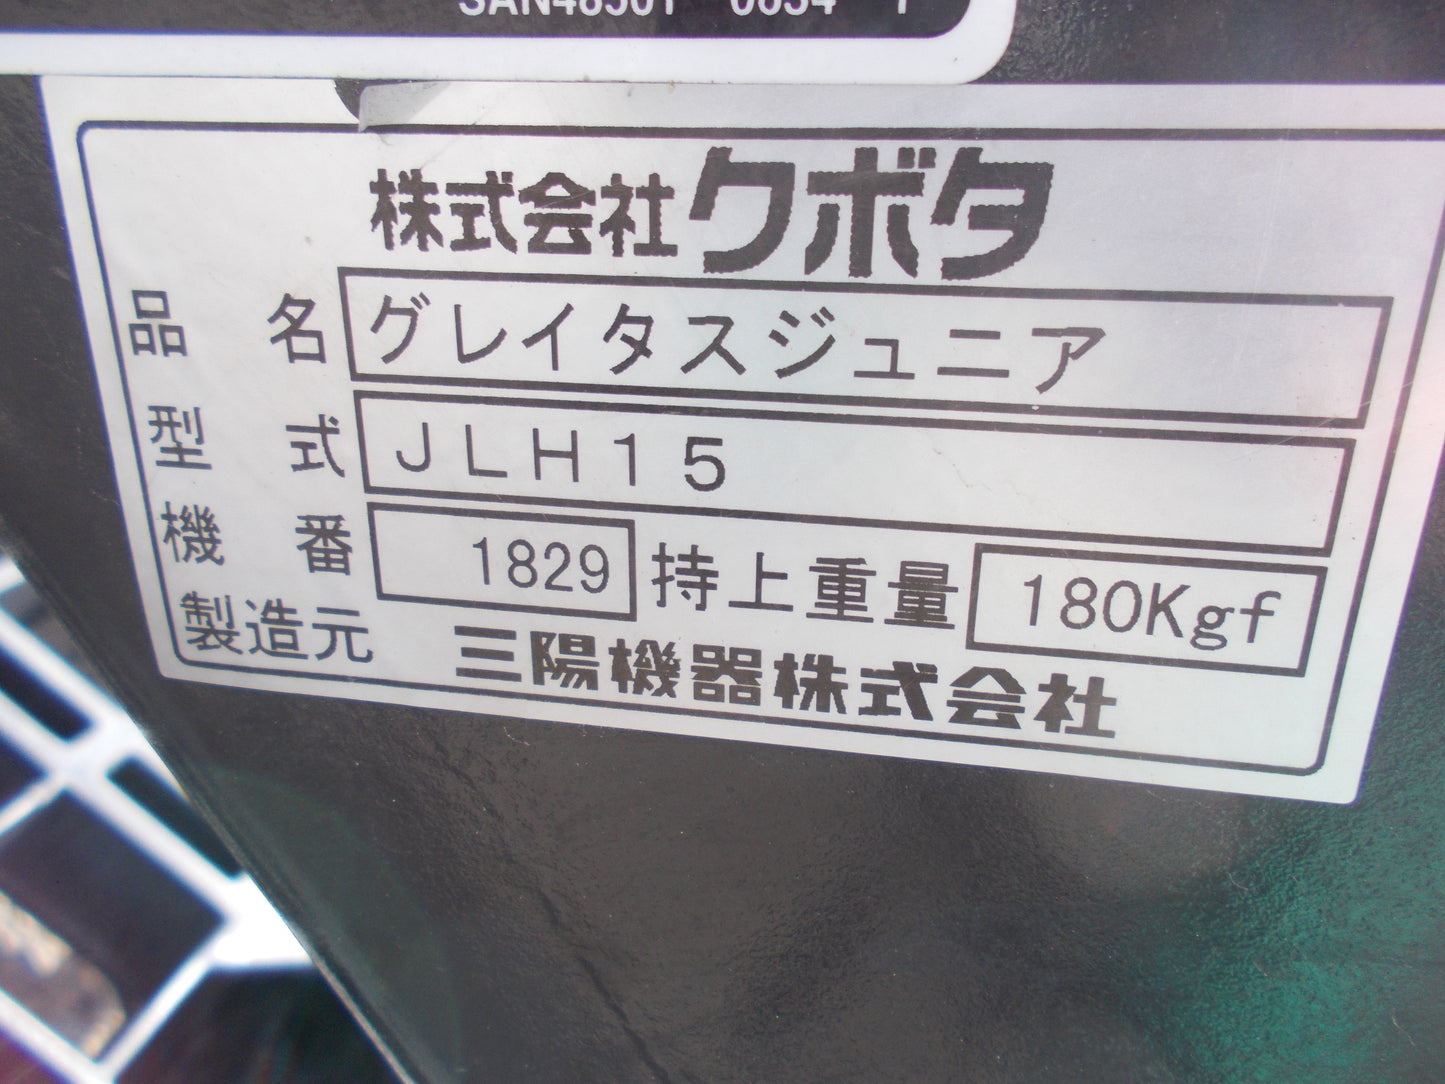 株式会社クボタ
品名 グレイタスジュニア
型式 JLH15
機番 1829 持上重量 180Kgf
製造元 三陽機器株式会社